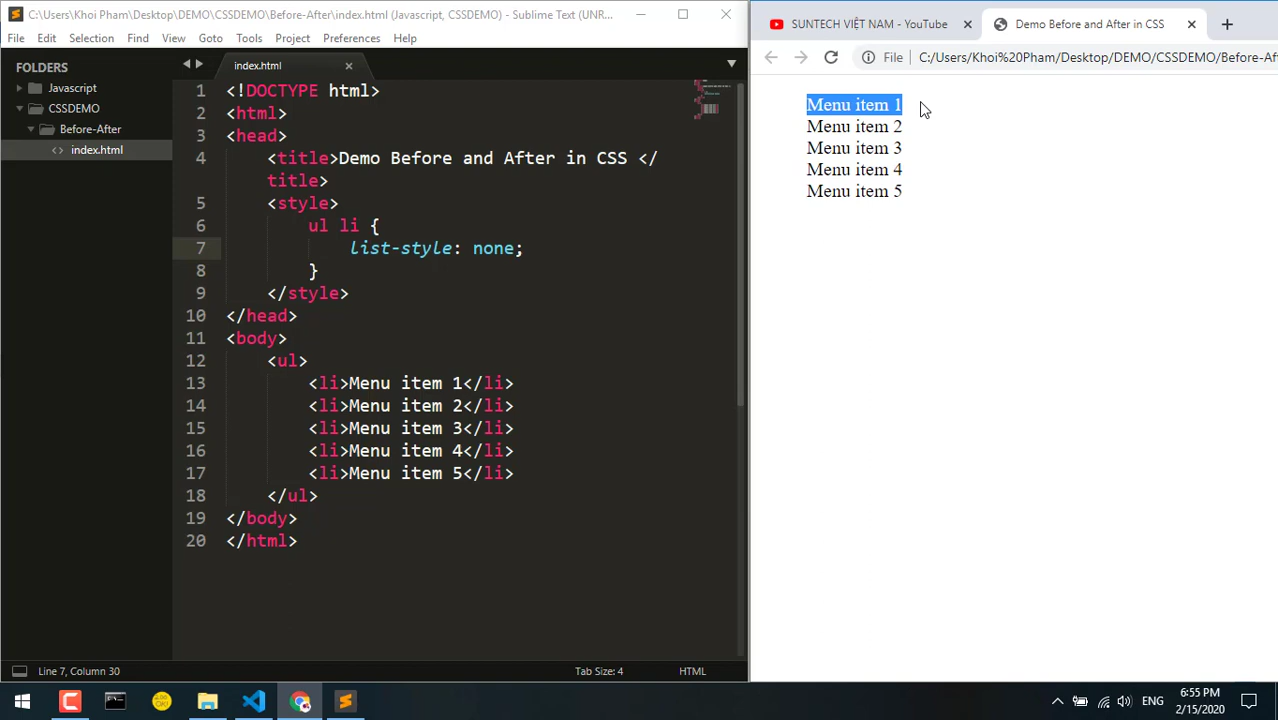 C:\Users\Khoi Pham\Desktop\DEMO\CSSDEMO\Before-After\index.html (Javascript, CSSDEMO) - Sublime Text (UNR...
File Edit Selection Find View Goto Tools Project Preferences Help
FOLDERS
Javascript
CSSDEMO
Before-After
<> index.html
index.html
1 <!DOCTYPE html>
2 <html>
3 <head>
4 <title>Demo Before and After in CSS </
title>
5 <style>
6 ul li {
7 list-style: none;
8 }
9 </style>
10 </head>
11 <body>
12 <ul>
13 <li>Menu item 1</li>
14 <li>Menu item 2</li>
15 <li>Menu item 3</li>
16 <li>Menu item 4</li>
17 <li>Menu item 5</li>
18 </ul>
19 </body>
20 </html>
Line 7, Column 30
Tab Size: 4
HTML
SUNTECH VIỆT NAM - YouTube
Demo Before and After in CSS
File C:/Users/Khoi%20Pham/Desktop/DEMO/CSSDEMO/Before-Af
Menu item 1
Menu item 2
Menu item 3
Menu item 4
Menu item 5
ENG
6:55 PM
2/15/2020